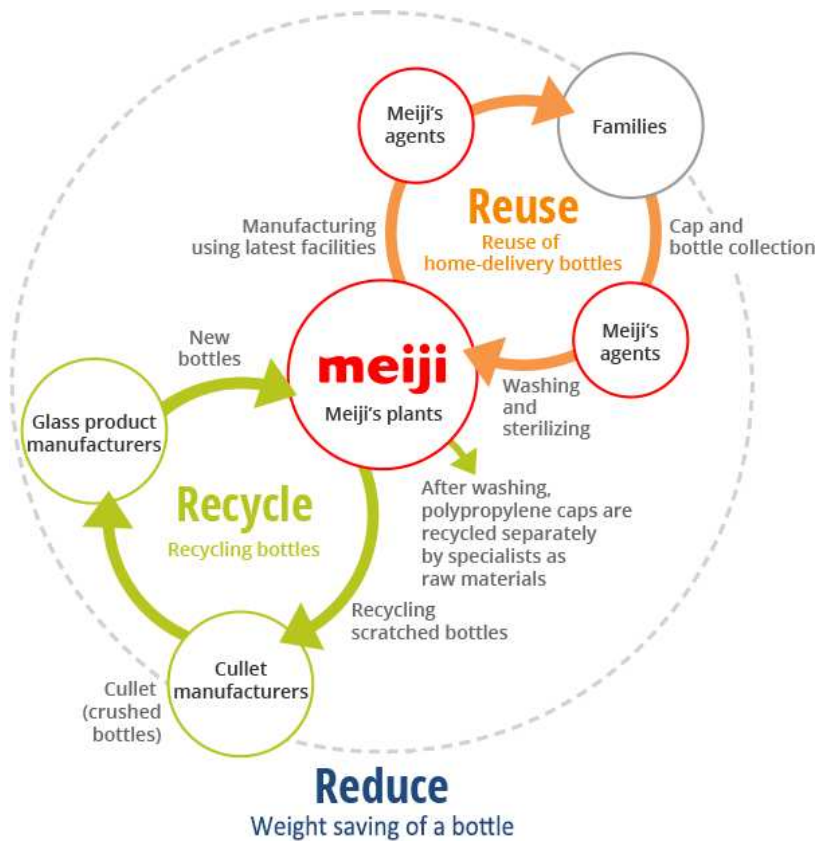 Meiji's
agents
Families
Manufacturing
using latest facilities
Reuse
Reuse of
home-delivery bottles
Cap and
bottle collection
Meiji's
agents
Washing
and
sterilizing
meiji
Meiji's plants
New
bottles
Glass product
manufacturers
Recycle
Recycling bottles
After washing,
polypropylene caps are
recycled separately
by specialists as
raw materials
Recycling
scratched bottles
Cullet
manufacturers
Cullet
(crushed
bottles)
Reduce
Weight saving of a bottle